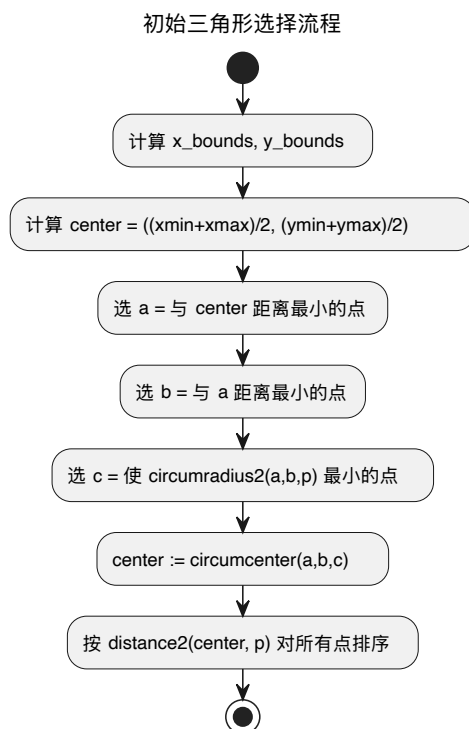 初始三角形选择流程
计算 x_bounds, y_bounds
计算 center = ((xmin+xmax)/2, (ymin+ymax)/2)
选 a = 与 center 距离最小的点
选 b = 与 a 距离最小的点
选 c = 使 circumradius2(a,b,p) 最小的点
center := circumcenter(a,b,c)
按 distance2(center, p) 对所有点排序